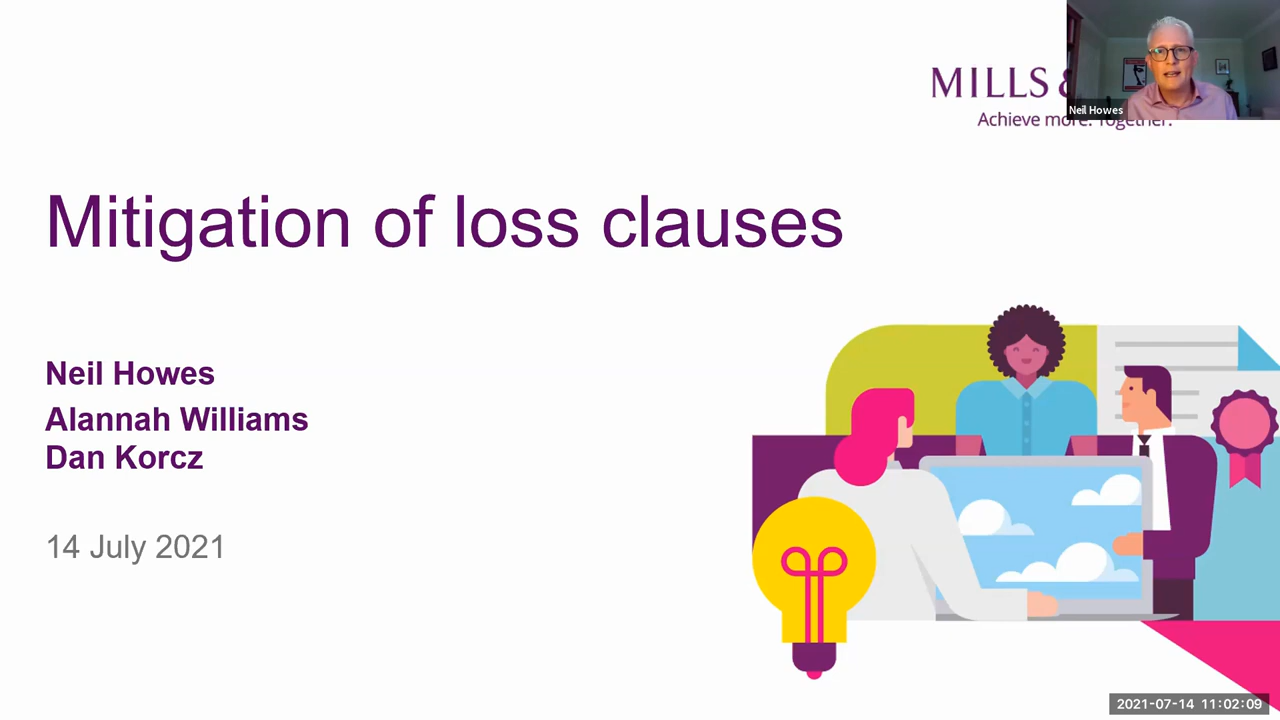 MILLS &
Neil Howes
Achieve more. Together.
Mitigation of loss clauses
Neil Howes
Alannah Williams
Dan Korcz
14 July 2021
2021-07-14 11:02:09